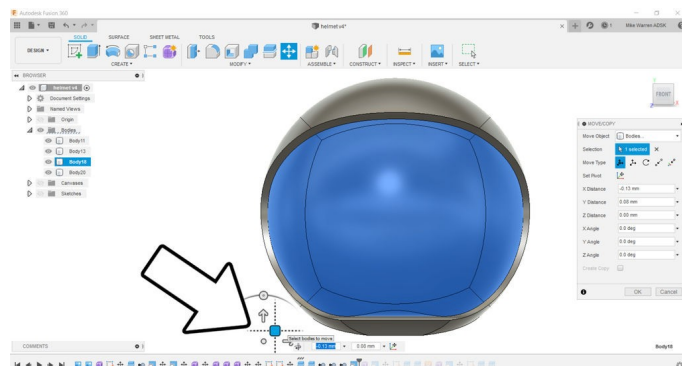 Autodesk Fusion 360
helmet v4*
Mike Warren ADSK
SOLID SURFACE SHEET METAL TOOLS
DESIGN
CREATE MODIFY ASSEMBLE CONSTRUCT INSPECT INSERT SELECT
BROWSER
helmet v4
Document Settings
Named Views
Origin
Bodies
Body11
Body13
Body18
Body20
Canvases
Sketches
FRONT
MOVE/COPY
Move Object Bodies
Selection 1 selected
Move Type
Set Pivot
X Distance -0.13 mm
Y Distance 0.00 mm
Z Distance 0.00 mm
X Angle 0.0 deg
Y Angle 0.0 deg
Z Angle 0.0 deg
Create Copy
OK Cancel
Select bodies to move
-0.13 mm 0.00 mm
COMMENTS
Body18